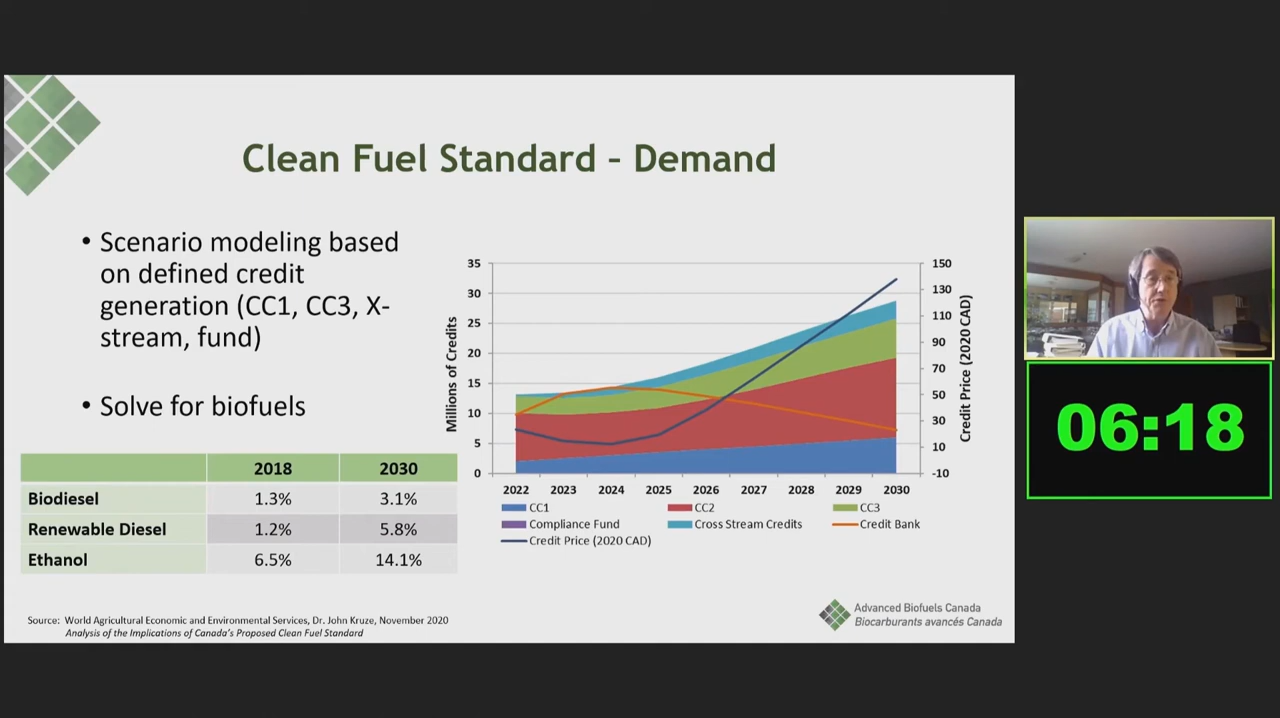 Clean Fuel Standard – Demand
• Scenario modeling based
on defined credit
generation (CC1, CC3, X-
stream, fund)
• Solve for biofuels
2018 2030
Biodiesel 1.3% 3.1%
Renewable Diesel 1.2% 5.8%
Ethanol 6.5% 14.1%
Millions of Credits
35
30
25
20
15
10
5
0
150
130
110
90
70
50
30
10
-10
Credit Price (2020 CAD)
2022 2023 2024 2025 2026 2027 2028 2029 2030
CC1 CC2 CC3
Compliance Fund Cross Stream Credits Credit Bank
Credit Price (2020 CAD)
Source: World Agricultural Economic and Environmental Services, Dr. John Kruze, November 2020
Analysis of the Implications of Canada's Proposed Clean Fuel Standard
Advanced Biofuels Canada
Biocarburants avancés Canada
06:18